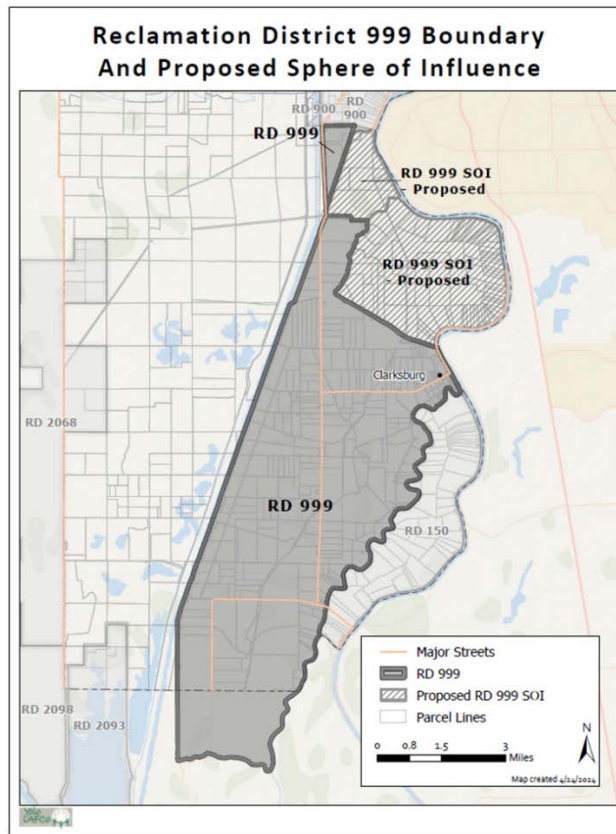 Reclamation District 999 Boundary
And Proposed Sphere of Influence
RD 900
RD
900
RD 999
RD 999 SOI
- Proposed
RD 999 SOI
- Proposed
Clarksburg
RD 2068
RD 999
RD 150
RD 2098
RD 2093
Major Streets
RD 999
Proposed RD 999 SOI
Parcel Lines
N
0 0.8 1.5 3
Miles
Map created 4/24/2024
Yolo
LAFCo